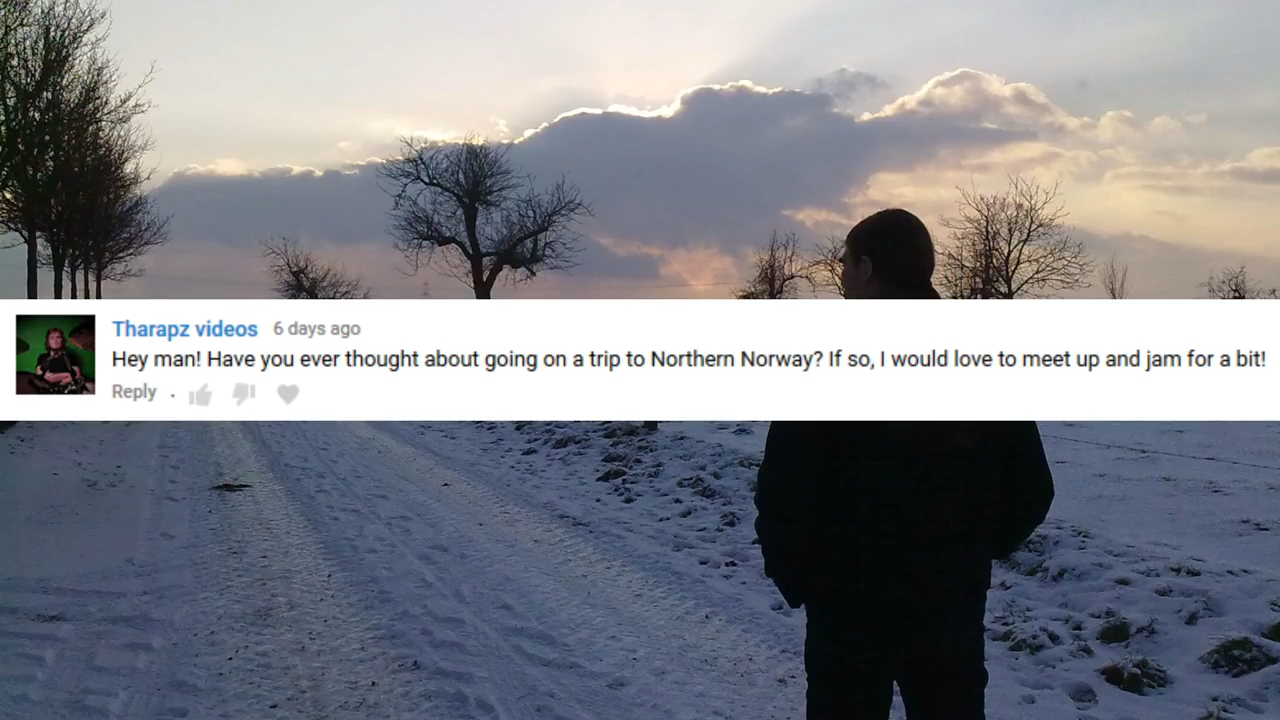 Tharapz videos 6 days ago
Hey man! Have you ever thought about going on a trip to Northern Norway? If so, I would love to meet up and jam for a bit!
Reply .